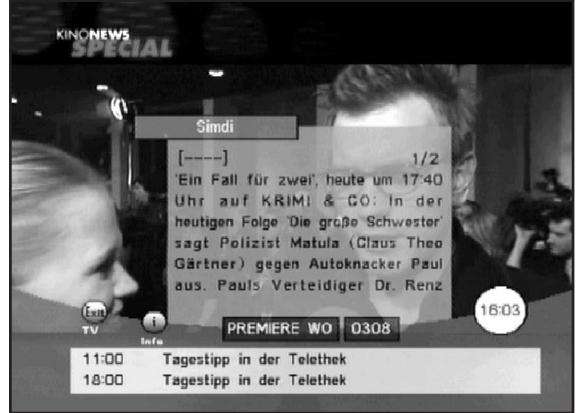 KINONEWS
SPECIAL
Simdi
[----] 1/2
'Ein Fall für zwei', heute um 17:40
Uhr auf KRIMI & CO: In der
heutigen Folge 'Die große Schwester'
sagt Polizist Matula (Claus Theo
Gärtner) gegen Autoknacker Paul
aus. Pauls Verteidiger Dr. Renz
Exit
TV
i
Info
PREMIERE WO 0308
16:03
11:00 Tagestipp in der Telethek
18:00 Tagestipp in der Telethek